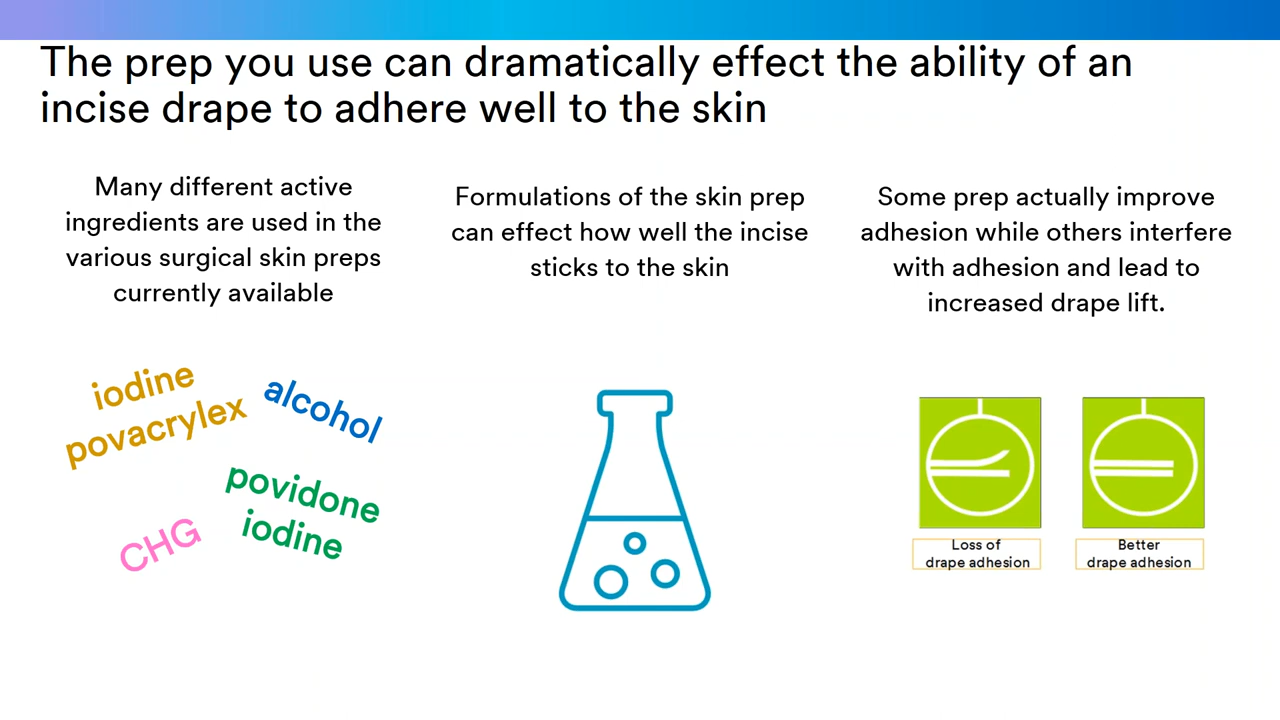 The prep you use can dramatically effect the ability of an
incise drape to adhere well to the skin
Many different active
ingredients are used in the
various surgical skin preps
currently available
Formulations of the skin prep
can effect how well the incise
sticks to the skin
Some prep actually improve
adhesion while others interfere
with adhesion and lead to
increased drape lift.
iodine
povacrylex
alcohol
povidone
iodine
CHG
Loss of
drape adhesion
Better
drape adhesion